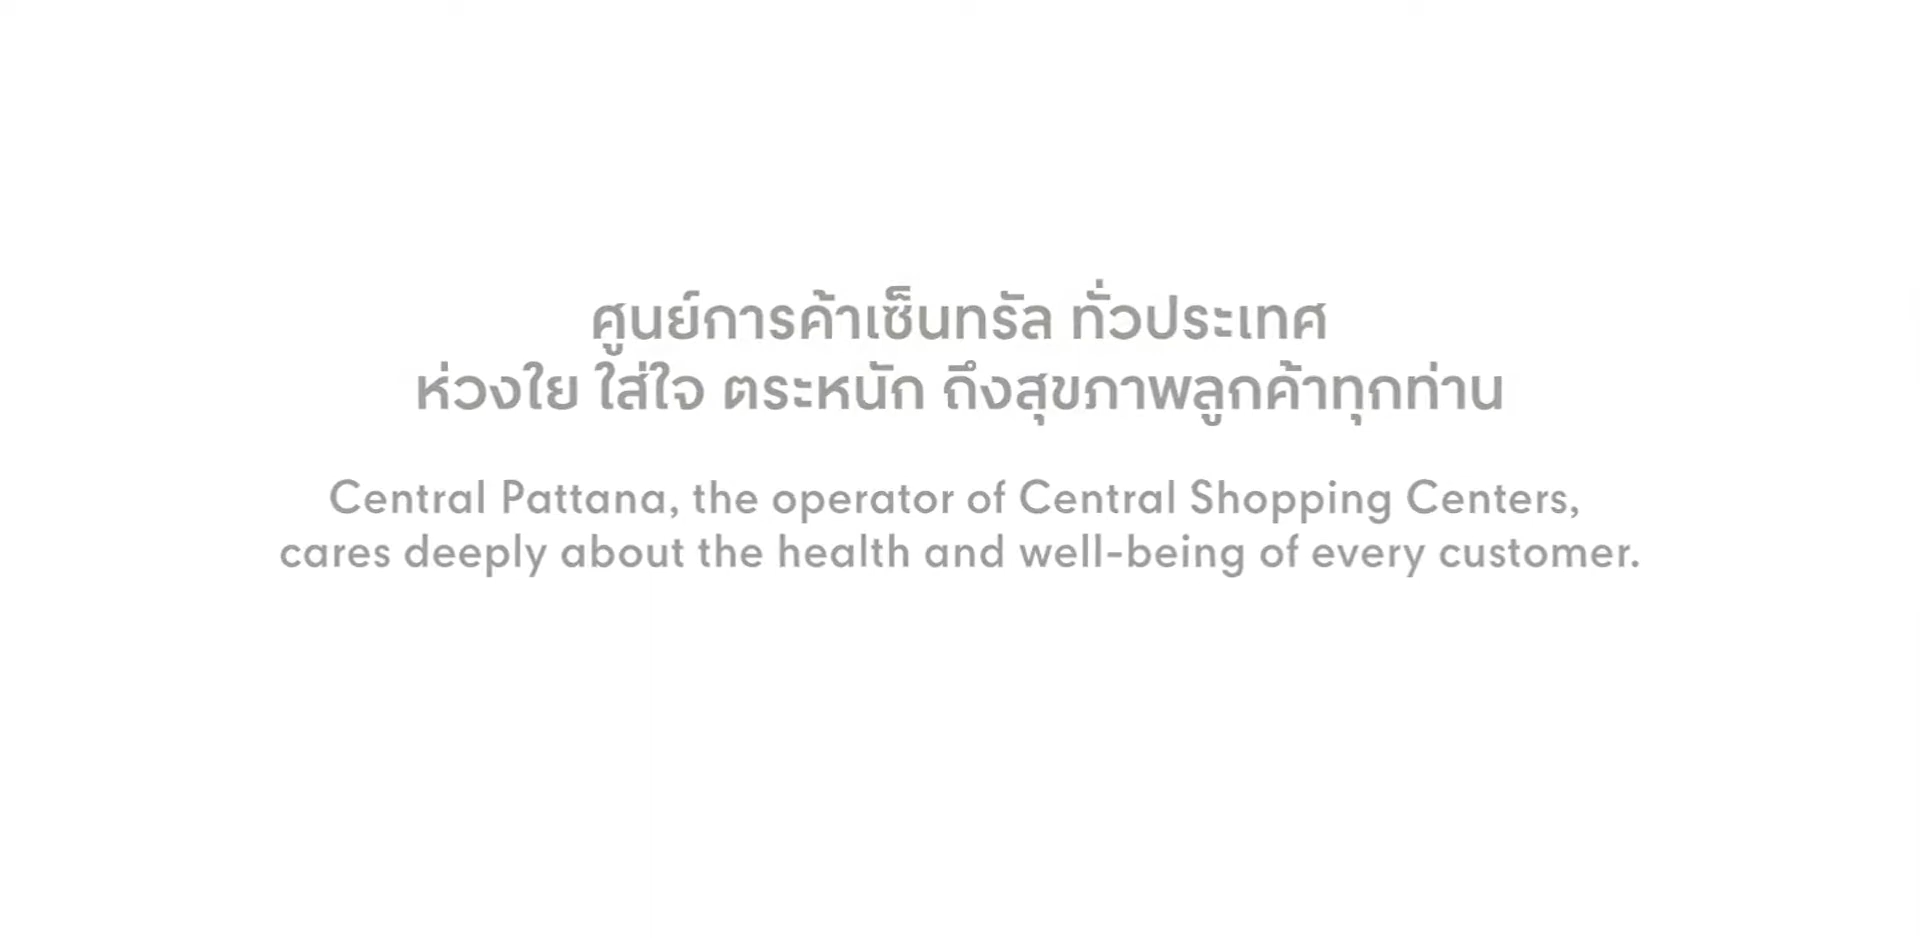 ศูนย์การค้าเซ็นทรัล ทั่วประเทศ
ห่วงใย ใส่ใจ ตระหนัก ถึงสุขภาพลูกค้าทุกท่าน
Central Pattana, the operator of Central Shopping Centers,
cares deeply about the health and well-being of every customer.